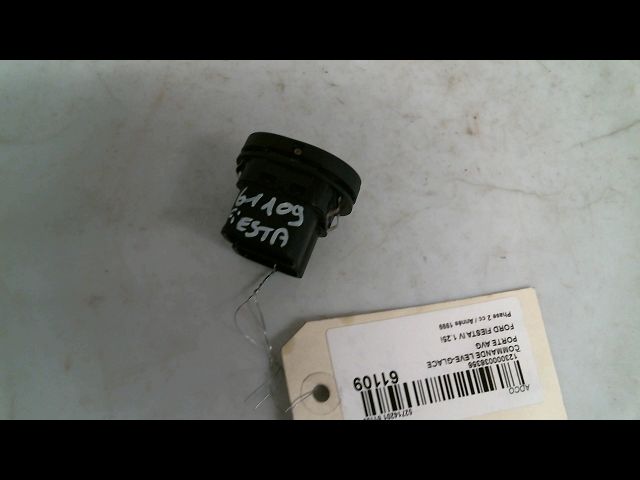 61109
FiESTA
ADCO
123000038356
COMMANDE LEVE-GLACE
PORTE AVG
FORD FIESTA IV 1.25I
Phase 2 cc / Année 1999
61109